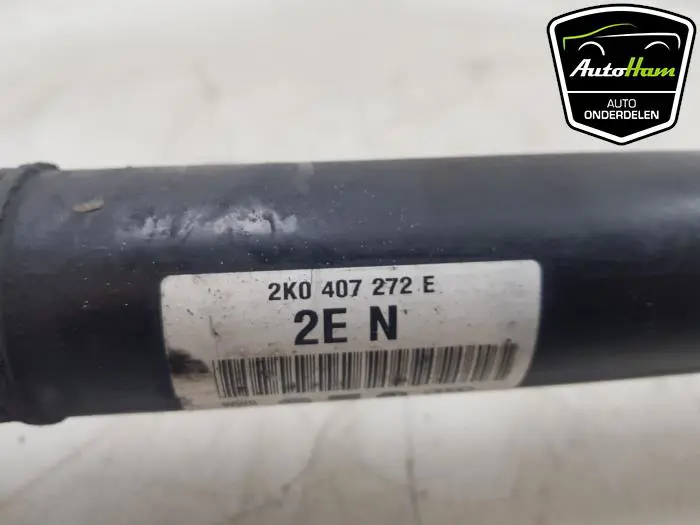 AutoHam
AUTO
ONDERDELEN
2K0 407 272 E
2E N